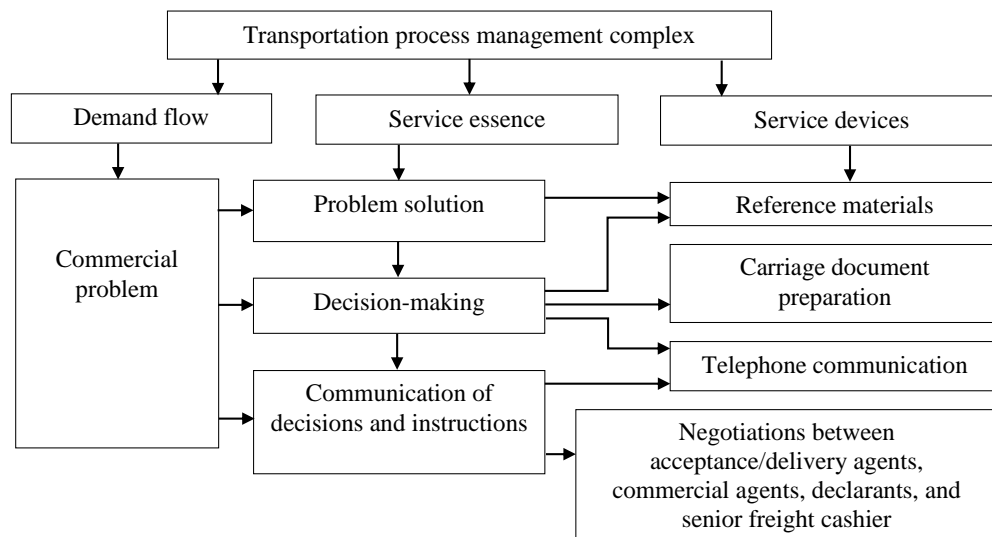 Transportation process management complex
Demand flow
Service essence
Service devices
Commercial
problem
Problem solution
Reference materials
Decision-making
Carriage document
preparation
Telephone communication
Communication of
decisions and instructions
Negotiations between
acceptance/delivery agents,
commercial agents, declarants, and
senior freight cashier